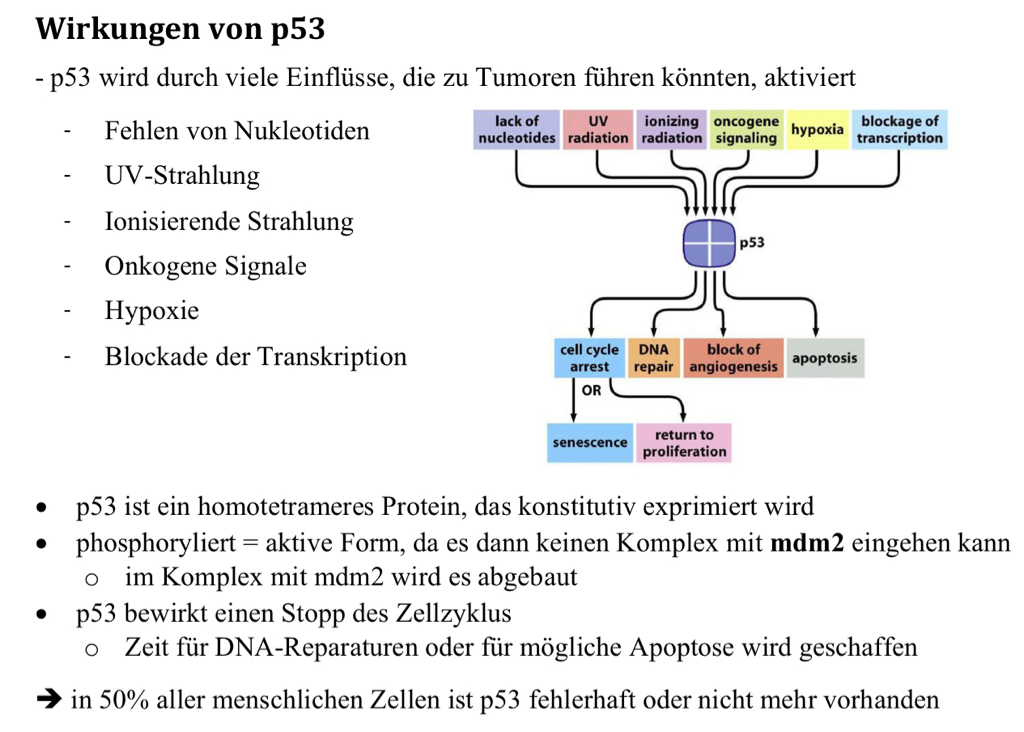 Wirkungen von p53
- p53 wird durch viele Einflüsse, die zu Tumoren führen könnten, aktiviert
- Fehlen von Nukleotiden
- UV-Strahlung
- Ionisierende Strahlung
- Onkogene Signale
- Hypoxie
- Blockade der Transkription
lack of
nucleotides
UV
radiation
ionizing
radiation
oncogene
signaling
hypoxia
blockage of
transcription
p53
cell cycle
arrest
DNA
repair
block of
angiogenesis
apoptosis
OR
senescence
return to
proliferation
• p53 ist ein homotetrameres Protein, das konstitutiv exprimiert wird
• phosphoryliert = aktive Form, da es dann keinen Komplex mit mdm2 eingehen kann
o im Komplex mit mdm2 wird es abgebaut
• p53 bewirkt einen Stopp des Zellzyklus
o Zeit für DNA-Reparaturen oder für mögliche Apoptose wird geschaffen
➔ in 50% aller menschlichen Zellen ist p53 fehlerhaft oder nicht mehr vorhanden